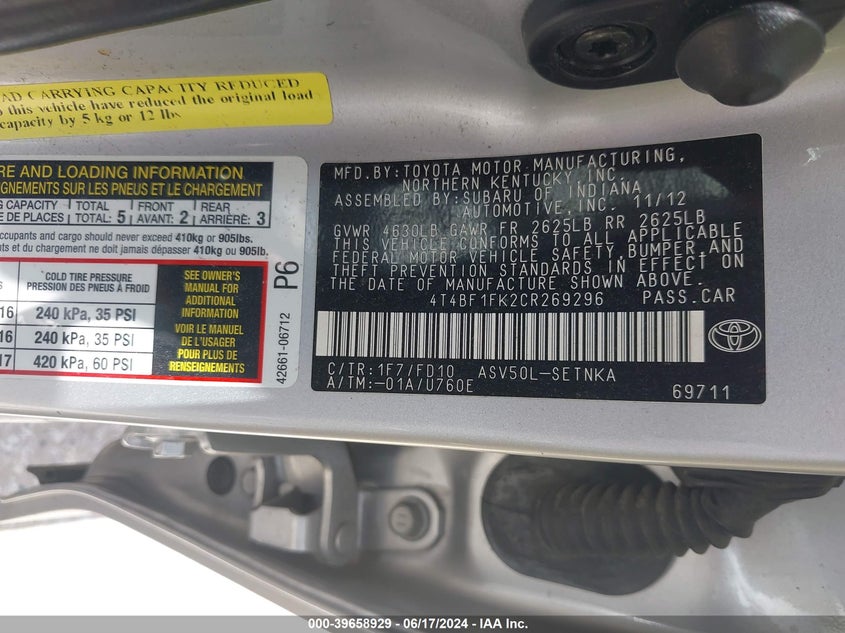 AD CARRYING CAPACITY REDUCED
o this vehicle have reduced the original load
capacity by 5 kg or 12 lbs
RE AND LOADING INFORMATION
GNEMENTS SUR LES PNEUS ET LE CHARGEMENT
G CAPACITY TOTAL: 5 FRONT AVANT: 2 REAR ARRIÈRE: 3
E DE PLACES
ccupants and cargo should never exceed 410kg or 905lbs.
ts et du chargement ne doit jamais dépasser 410kg ou 905lb.
COLD TIRE PRESSURE
PRESSION DES PNEUS À FROID
16 240 kPa, 35 PSI
16 240 kPa, 35 PSI
17 420 kPa, 60 PSI
SEE OWNER'S
MANUAL FOR
ADDITIONAL
INFORMATION
VOIR LE MANUEL
DE L'USAGER
POUR PLUS DE
RENSEIGNEMENTS
P6
42661-06712
MFD.BY:TOYOTA MOTOR MANUFACTURING,
NORTHERN KENTUCKY, INC.
ASSEMBLED BY:SUBARU OF INDIANA
AUTOMOTIVE,INC. 11/12
GVWR 4630LB GAWR FR 2625LB RR 2625LB
THIS VEHICLE CONFORMS TO ALL APPLICABLE
FEDERAL MOTOR VEHICLE SAFETY,BUMPER,AND
THEFT PREVENTION STANDARDS IN EFFECT ON
THE DATE OF MANUFACTURE SHOWN ABOVE.
4T4BF1FK2CR269296 PASS.CAR
C/TR:1F7/FD10 ASV50L-SETNKA
A/TM:-01A/U760E
69711
TOYOTA
000-39658929 - 06/17/2024 - IAA Inc.